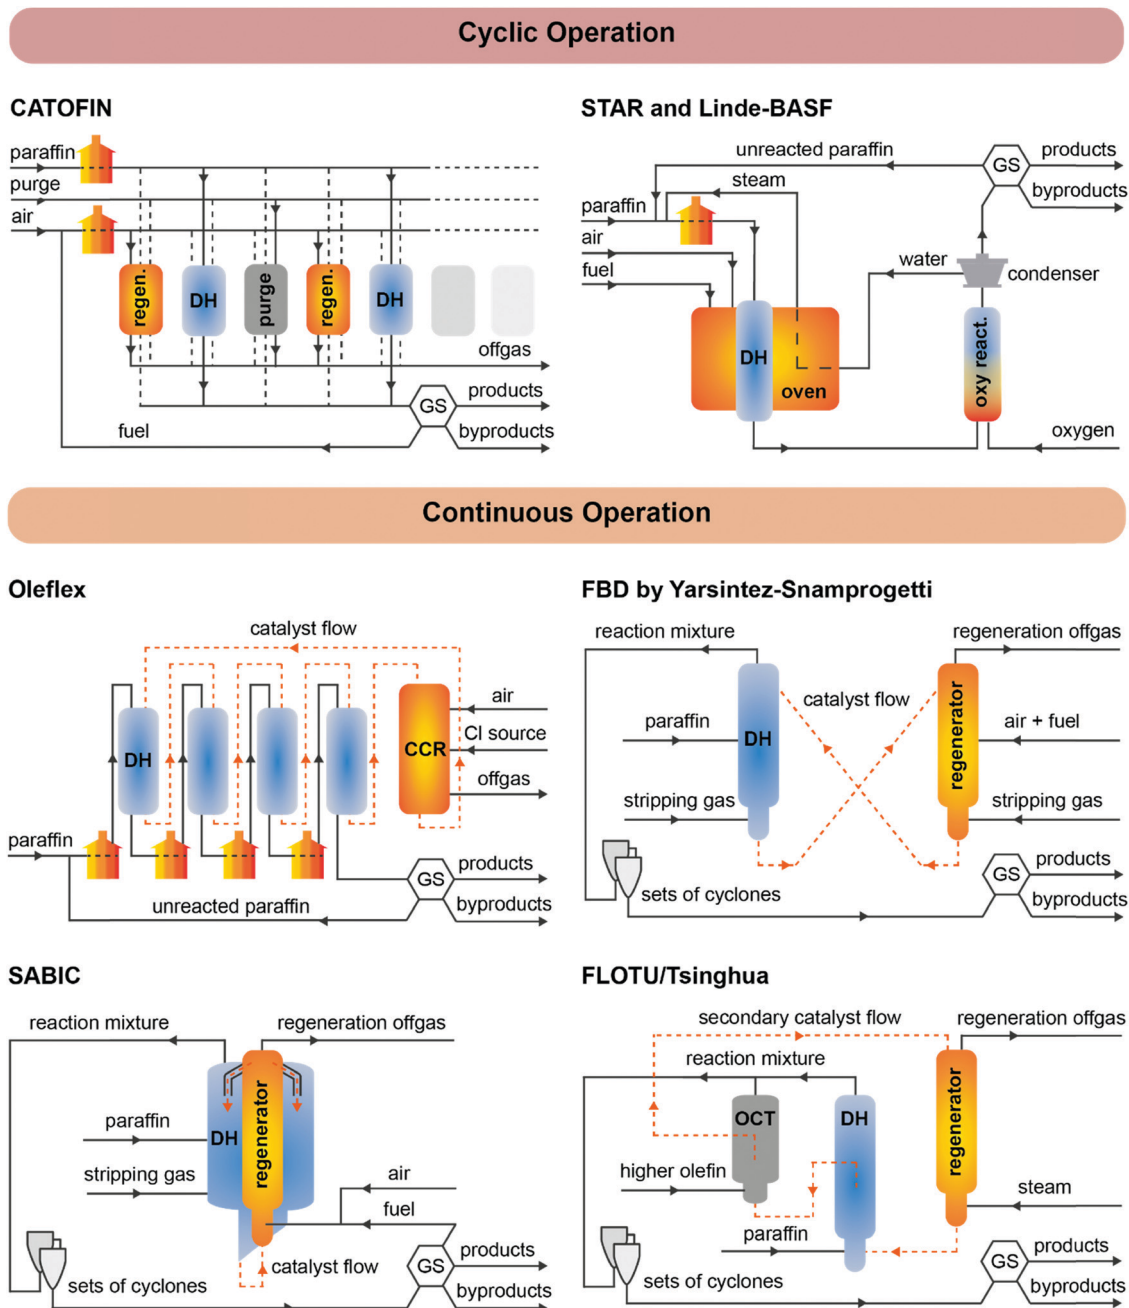 Cyclic Operation
CATOFIN
paraffin
purge
air
regen.
DH
purge
regen.
DH
offgas
products
GS
byproducts
fuel
STAR and Linde-BASF
unreacted paraffin
GS
products
byproducts
steam
paraffin
air
fuel
water
condenser
DH
oven
oxy react.
oxygen
Continuous Operation
Oleflex
catalyst flow
air
Cl source
offgas
DH
CCR
paraffin
products
GS
byproducts
unreacted paraffin
FBD by Yarsintez-Snamprogetti
reaction mixture
regeneration offgas
catalyst flow
paraffin
DH
regenerator
air + fuel
stripping gas
stripping gas
sets of cyclones
products
GS
byproducts
SABIC
reaction mixture
regeneration offgas
paraffin
DH
regenerator
stripping gas
air
fuel
catalyst flow
sets of cyclones
products
GS
byproducts
FLOTU/Tsinghua
secondary catalyst flow
regeneration offgas
reaction mixture
OCT
DH
regenerator
higher olefin
steam
paraffin
sets of cyclones
products
GS
byproducts